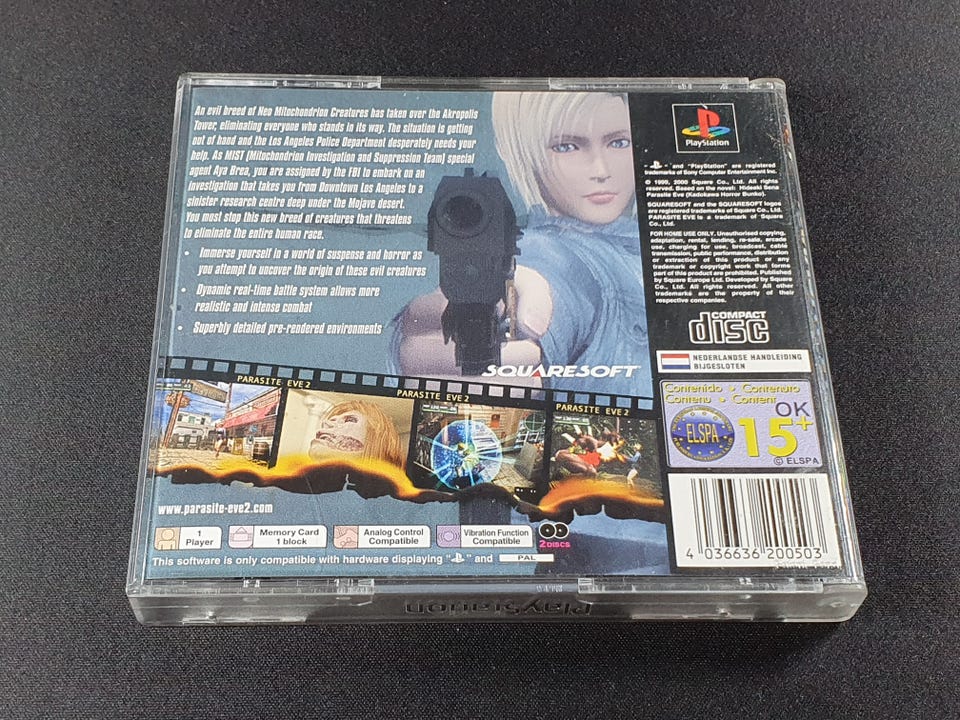 An evil breed of Neo Mitochondrion Creatures has taken over the Akropolis
Tower, eliminating everyone who stands in its way. The situation is getting
out of hand and the Los Angeles Police Department desperately needs your
help. As MIST (Mitochondrion Investigation and Suppression Team) special
agent Aya Brea, you are assigned by the FBI to embark on an
investigation that takes you from Downtown Los Angeles to a
sinister research centre deep under the Mojave desert.
You must stop this new breed of creatures that threatens
to eliminate the entire human race.
• Immerse yourself in a world of suspense and horror as
you attempt to uncover the origin of these evil creatures
• Dynamic real-time battle system allows more
realistic and intense combat
• Superbly detailed pre-rendered environments
SQUARESOFT
PARASITE EVE 2
PARASITE EVE 2
PARASITE EVE 2
www.parasite-eve2.com
1
Player
Memory Card
1 block
Analog Control
Compatible
Vibration Function
Compatible
2 DISCS
This software is only compatible with hardware displaying " " and PAL
PlayStation
" " and "PlayStation" are registered
trademarks of Sony Computer Entertainment Inc.
© 1999, 2000 Square Co., Ltd. All rights
reserved. Based on the novel: Hideaki Sena
Parasite Eve (Kadokawa Horror Bunko).
SQUARESOFT and the SQUARESOFT logos
are registered trademarks of Square Co., Ltd.
PARASITE EVE is a trademark of Square
Co., Ltd.
FOR HOME USE ONLY. Unauthorised copying,
adaptation, rental, lending, re-sale, arcade
use, charging for use, broadcast, cable
transmission, public performance, distribution
or extraction of this product or any
trademark or copyright work that forms
part of this product are prohibited. Published
by Square Europe Ltd. Developed by Square
Co., Ltd. All rights reserved. All other
trademarks are the property of their
respective companies.
COMPACT
disc
NEDERLANDSE HANDLEIDING
BIJGESLOTEN
Contenido • Contenuto
Contenu • Content
OK
ELSPA
15+
© ELSPA
4 036636 200503
PlayStation